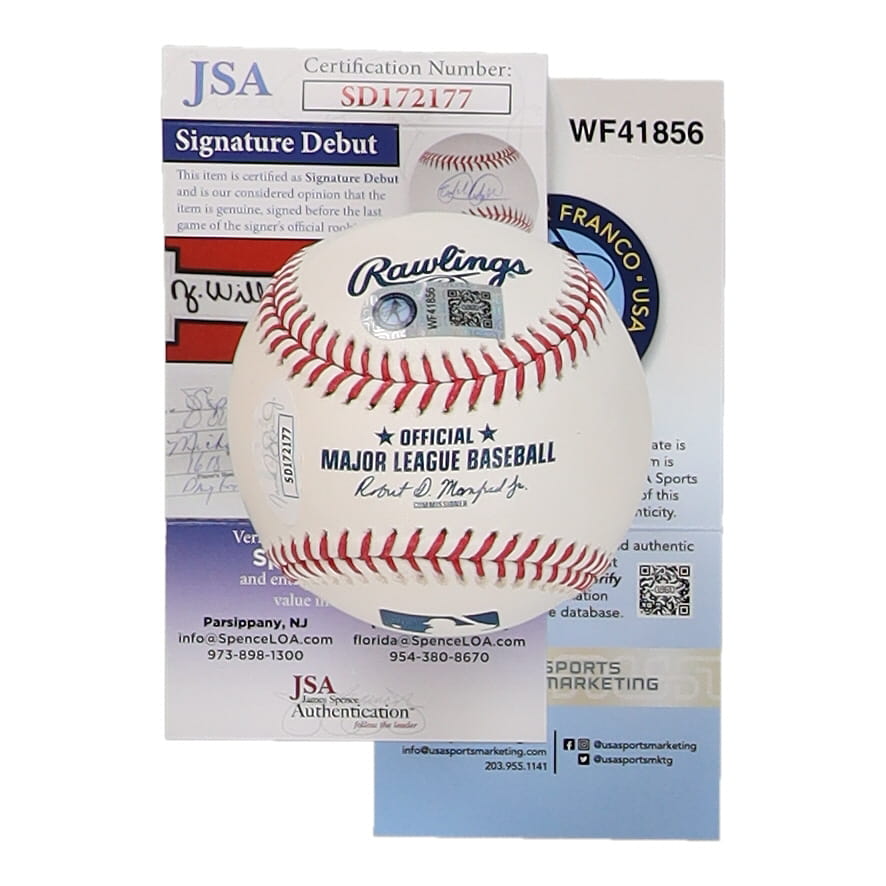 JSA
Certification Number:
SD172177
Signature Debut
This item is certified as Signature Debut
and is our considered opinion that the
item is genuine, signed before the last
game of the signer's official
WF41856
FRANCO · USA
Rawlings
WF41856
SD172177
OFFICIAL
MAJOR LEAGUE BASEBALL
Robert D. Manfred Jr.
COMMISSIONER
and
value in
Parsippany, NJ
info@SpenceLOA.com
973-898-1300
florida@SpenceLOA.com
954-380-8670
JSA
James Spence
Authentication
follow the leader
is
is
Sports
of this
authentic
database.
SPORTS
MARKETING
info@usasportsmarketing.com
203.955.1141
@usasportsmarketing
@usasportsmktg